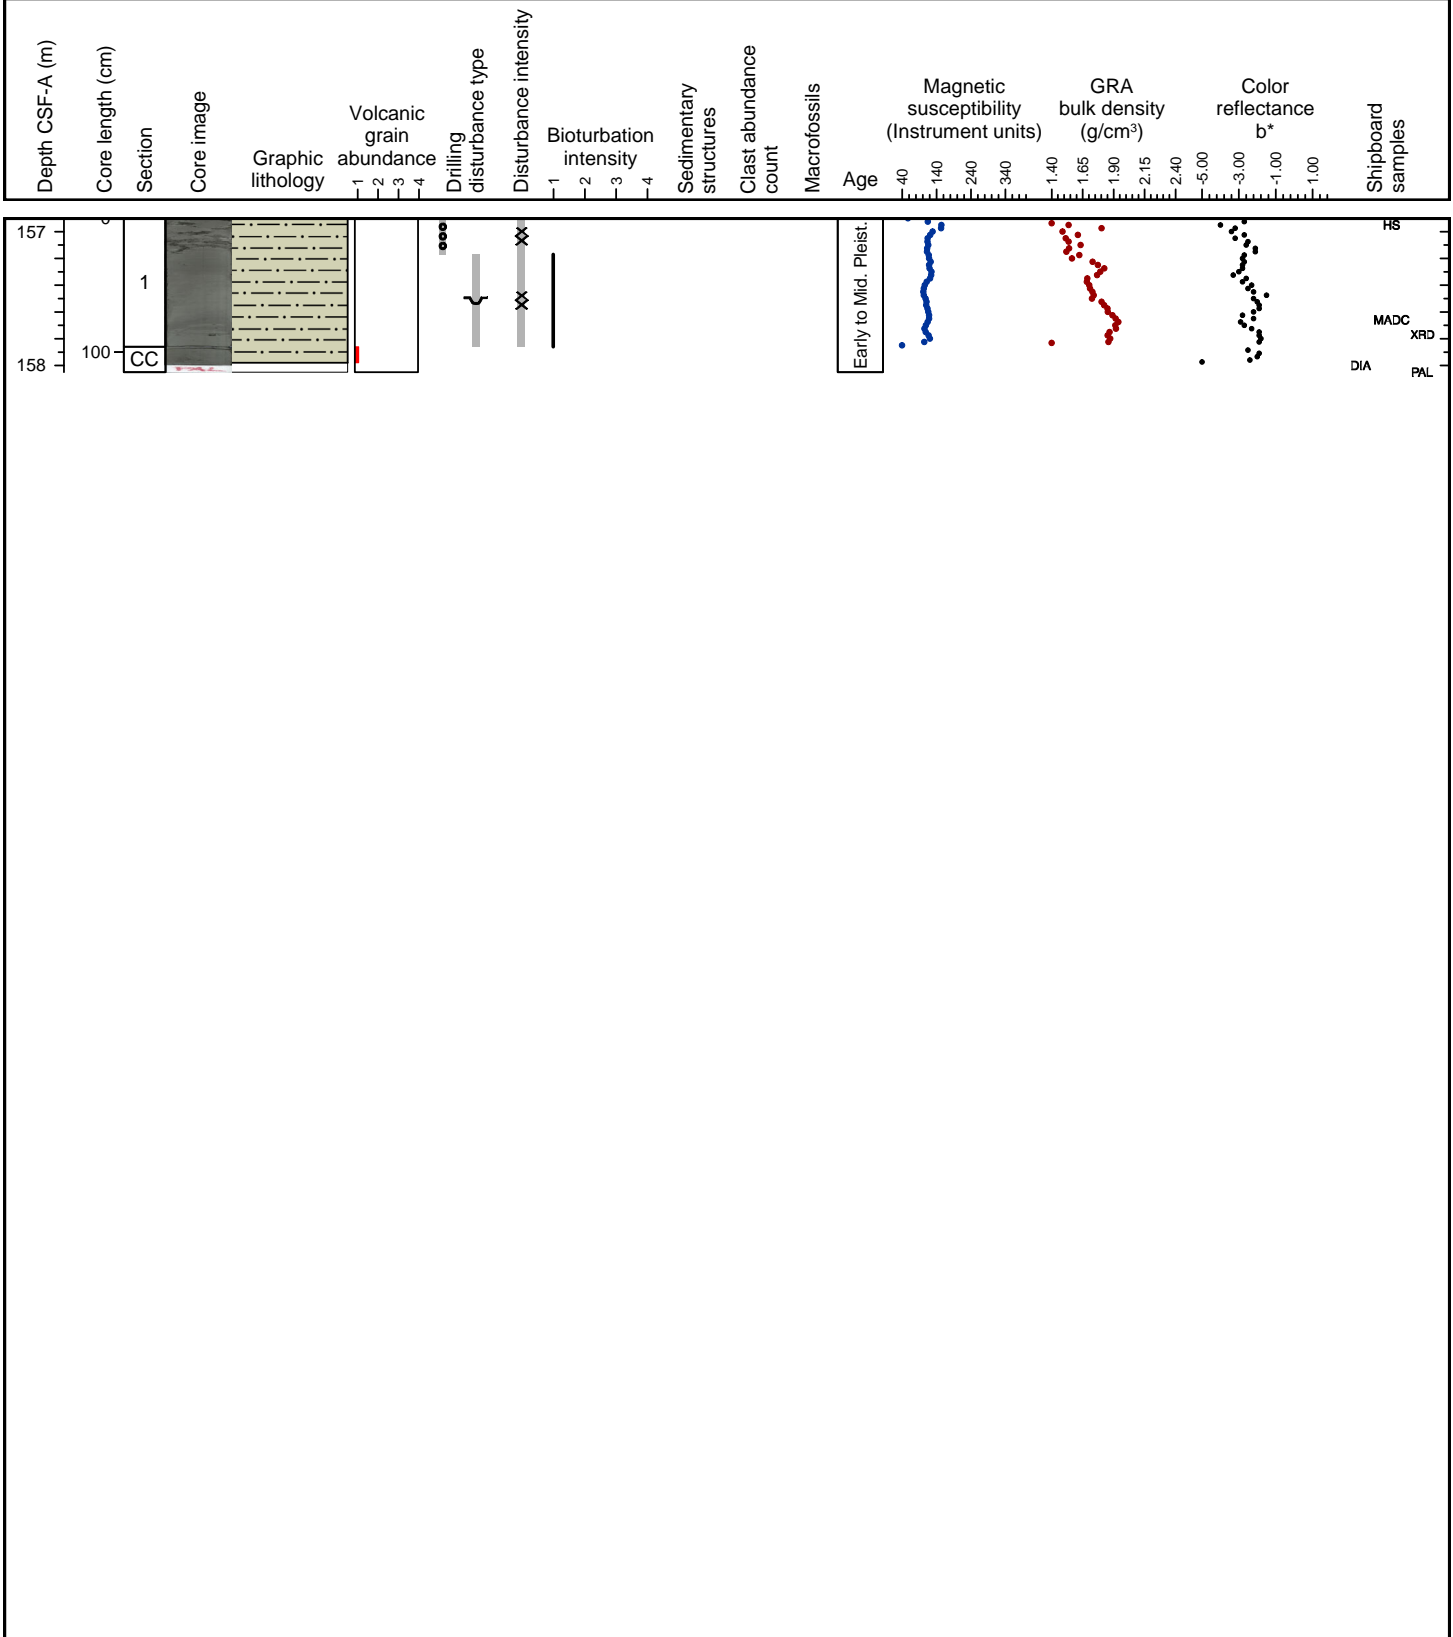 Depth CSF-A (m)
Core length (cm)
Section
Core image
Graphic
lithology
Volcanic
grain
abundance
1 2 3 4
Drilling
disturbance type
Disturbance intensity
Bioturbation
intensity
1 2 3 4
Sedimentary
structures
Clast abundance
count
Macrofossils
Age
Magnetic
susceptibility
(Instrument units)
40 140 240 340
GRA
bulk density
(g/cm³)
1.40 1.65 1.90 2.15 2.40
Color
reflectance
b*
-5.00 -3.00 -1.00 1.00
Shipboard
samples
0
157
1
Early to Mid. Pleist.
HS
MADC
XRD
100
CC
158
DIA
PAL